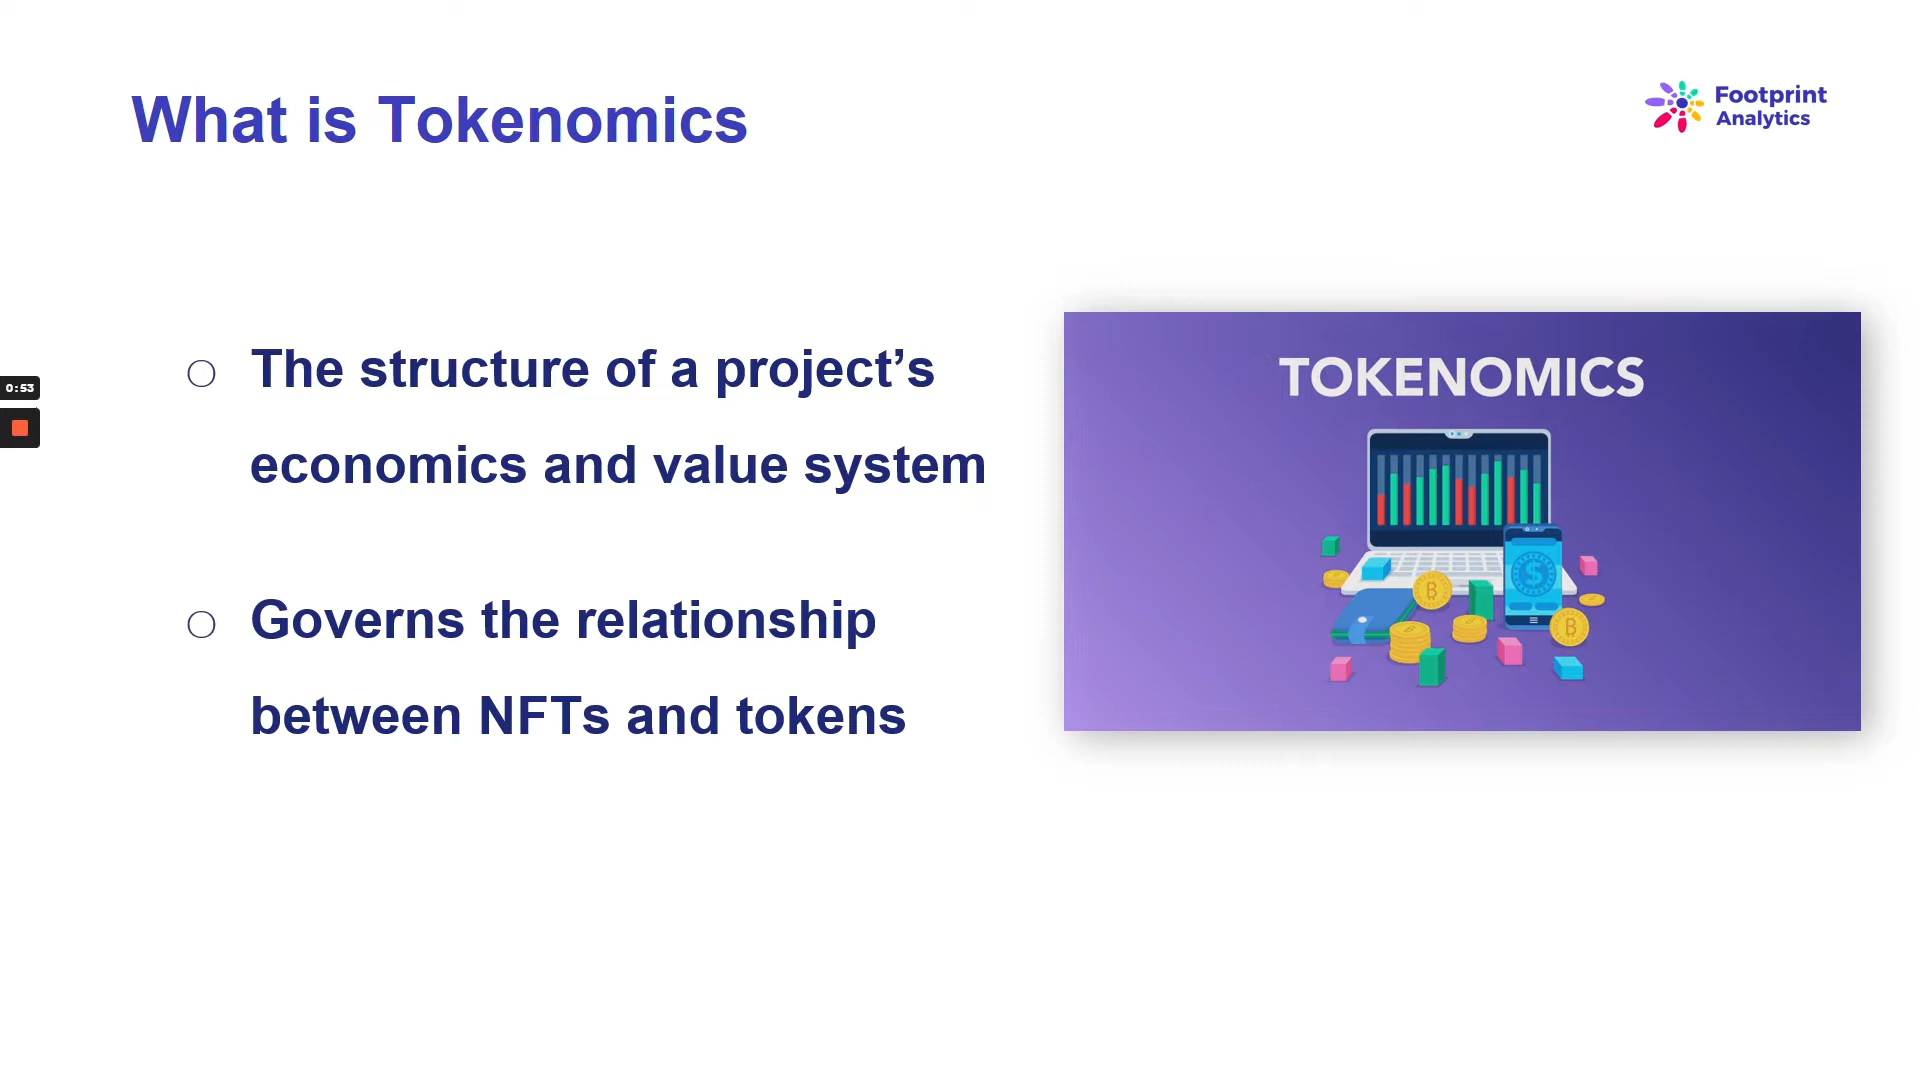 What is Tokenomics
Footprint
Analytics
The structure of a project’s
economics and value system
Governs the relationship
between NFTs and tokens
TOKENOMICS
0:53